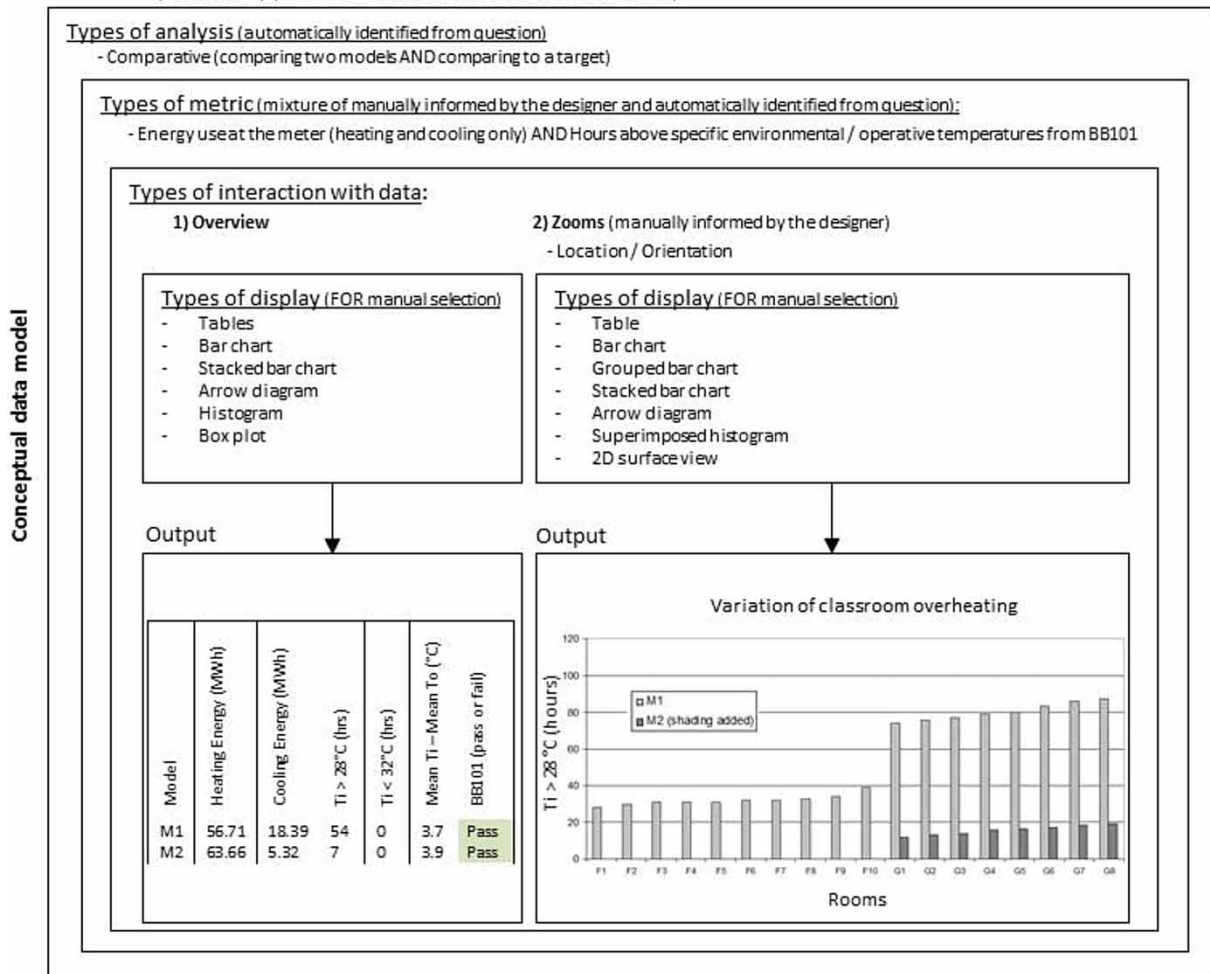 Types of analysis (automatically identified from question)
- Comparative (comparing two models AND comparing to a target)
Types of metric (mixture of manually informed by the designer and automatically identified from question):
- Energy use at the meter (heating and cooling only) AND Hours above specific environmental / operative temperatures from BB101
Types of interaction with data:
1) Overview
2) Zooms (manually informed by the designer)
- Location / Orientation
Types of display (FOR manual selection)
- Tables
- Bar chart
- Stacked bar chart
- Arrow diagram
- Histogram
- Box plot
Types of display (FOR manual selection)
- Table
- Bar chart
- Grouped bar chart
- Stacked bar chart
- Arrow diagram
- Superimposed histogram
- 2D surface view
Conceptual data model
Output
Model Heating Energy (MWh) Cooling Energy (MWh) Ti > 28°C (hrs) Ti < 32°C (hrs) Mean Ti – Mean To (°C) BB101 (pass or fail)
M1 56.71 18.39 54 0 3.7 Pass
M2 63.66 5.32 7 0 3.9 Pass
Output
Variation of classroom overheating
Ti > 28 °C (hours)
120
100
80
60
40
20
0
M1
M2 (shading added)
F1 F2 F3 F4 F5 F6 F7 F8 F9 F10 G1 G2 G3 G4 G5 G6 G7 G8
Rooms